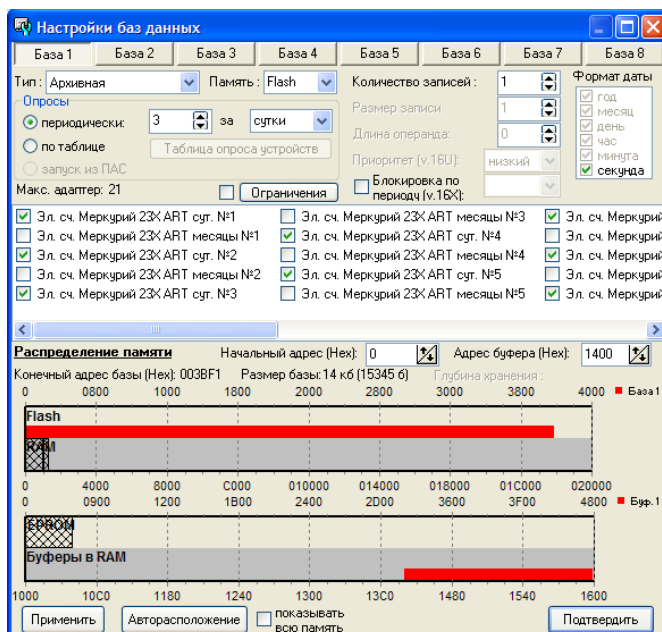 Настройки баз данных
База 1 База 2 База 3 База 4 База 5 База 6 База 7 База 8
Тип : Архивная Память : Flash Количество записей : 1 Формат даты
Опросы
периодически: 3 за сутки
по таблице Таблица опроса устройств
запуск из ПАС
Размер записи 1
Длина операнда: 0
Приоритет (v.16U): низкий
Блокировка по периоду (v.16X):
год
месяц
день
час
минута
секунда
Макс. адаптер: 21 Ограничения
Эл. сч. Меркурий 23X ART сут. №1 Эл. сч. Меркурий 23X ART месяцы №3 Эл. сч. Меркурий
Эл. сч. Меркурий 23X ART месяцы №1 Эл. сч. Меркурий 23X ART сут. №4 Эл. сч. Меркурий
Эл. сч. Меркурий 23X ART сут. №2 Эл. сч. Меркурий 23X ART месяцы №4 Эл. сч. Меркурий
Эл. сч. Меркурий 23X ART месяцы №2 Эл. сч. Меркурий 23X ART сут. №5 Эл. сч. Меркурий
Эл. сч. Меркурий 23X ART сут. №3 Эл. сч. Меркурий 23X ART месяцы №5 Эл. сч. Меркурий
Распределение памяти Начальный адрес (Hex): 0 Адрес буфера (Hex): 1400
Конечный адрес базы (Hex): 003BF1 Размер базы: 14 кб (15345 б) Глубина хранения :
0 0800 1000 1800 2000 2800 3000 3800 4000 База 1
Flash
RAM
0 4000 8000 C000 010000 014000 018000 01C000 020000
0 0900 1200 1B00 2400 2D00 3600 3F00 4800 Буф. 1
EPROM
Буферы в RAM
1000 10C0 1180 1240 1300 13C0 1480 1540 1600
Применить Авторасположение показывать всю память Подтвердить